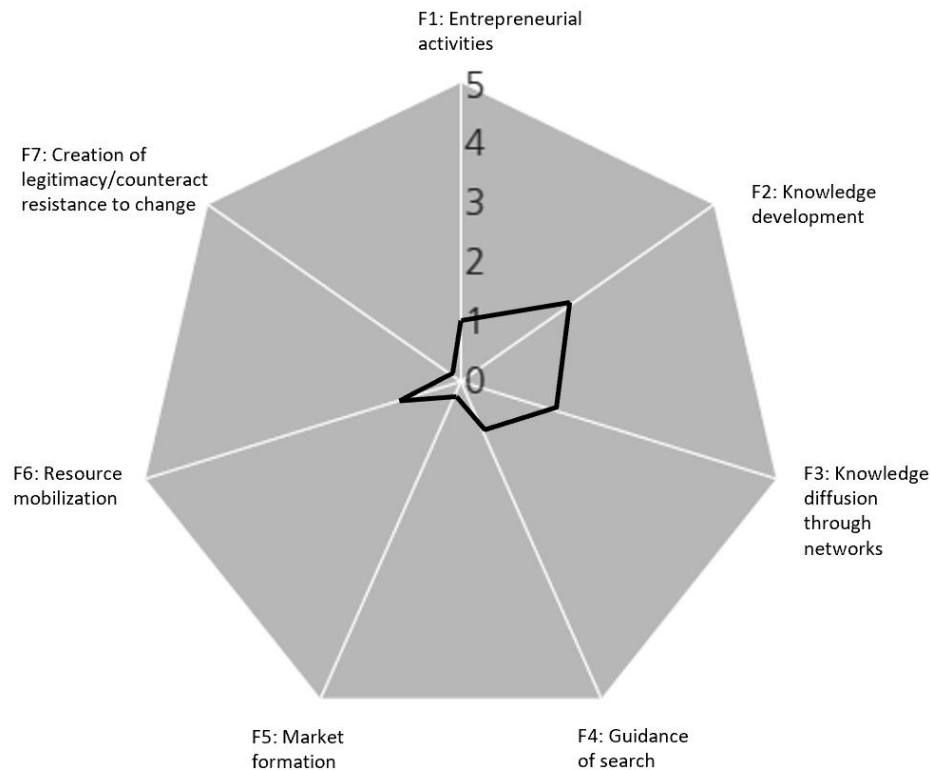 F1: Entrepreneurial
activities
5
4
3
2
1
0
F2: Knowledge
development
F3: Knowledge
diffusion
through
networks
F4: Guidance
of search
F5: Market
formation
F6: Resource
mobilization
F7: Creation of
legitimacy/counteract
resistance to change